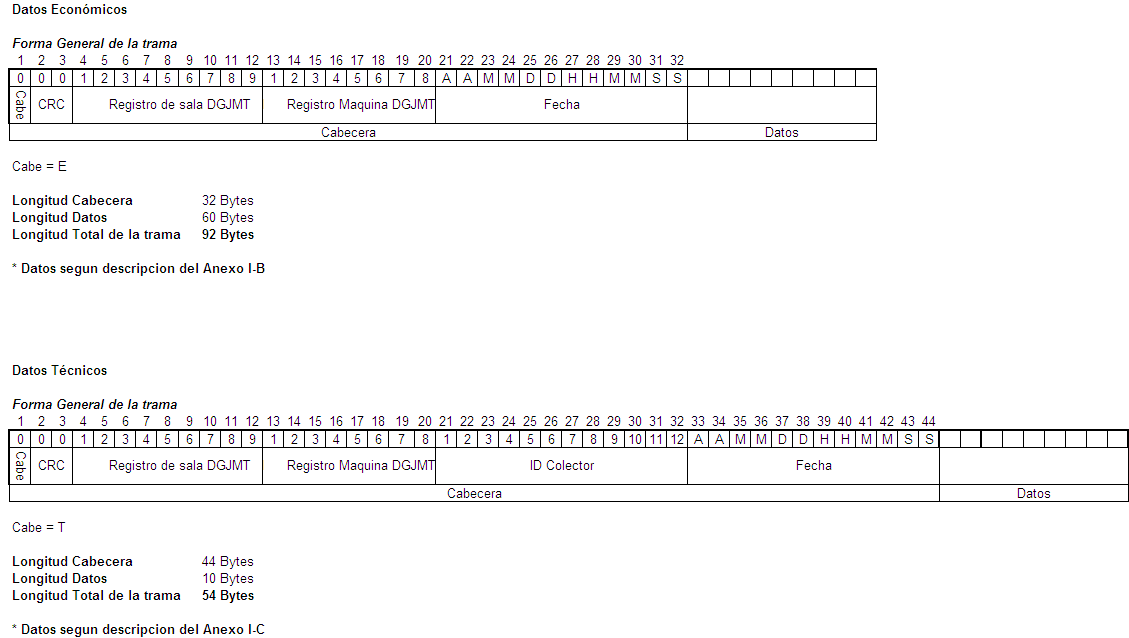 Datos Económicos
Forma General de la trama
1 2 3 4 5 6 7 8 9 10 11 12 13 14 15 16 17 18 19 20 21 22 23 24 25 26 27 28 29 30 31 32
0 0 0 1 2 3 4 5 6 7 8 9 1 2 3 4 5 6 7 8 A A M M D D H H M M S S
Cabe CRC Registro de sala DGJMT Registro Maquina DGJMT Fecha
Cabecera Datos
Cabe = E
Longitud Cabecera 32 Bytes
Longitud Datos 60 Bytes
Longitud Total de la trama 92 Bytes
* Datos segun descripcion del Anexo I-B
Datos Técnicos
Forma General de la trama
1 2 3 4 5 6 7 8 9 10 11 12 13 14 15 16 17 18 19 20 21 22 23 24 25 26 27 28 29 30 31 32 33 34 35 36 37 38 39 40 41 42 43 44
0 0 0 1 2 3 4 5 6 7 8 9 1 2 3 4 5 6 7 8 1 2 3 4 5 6 7 8 9 10 11 12 A A M M D D H H M M S S
Cabe CRC Registro de sala DGJMT Registro Maquina DGJMT ID Colector Fecha
Cabecera Datos
Cabe = T
Longitud Cabecera 44 Bytes
Longitud Datos 10 Bytes
Longitud Total de la trama 54 Bytes
* Datos segun descripcion del Anexo I-C